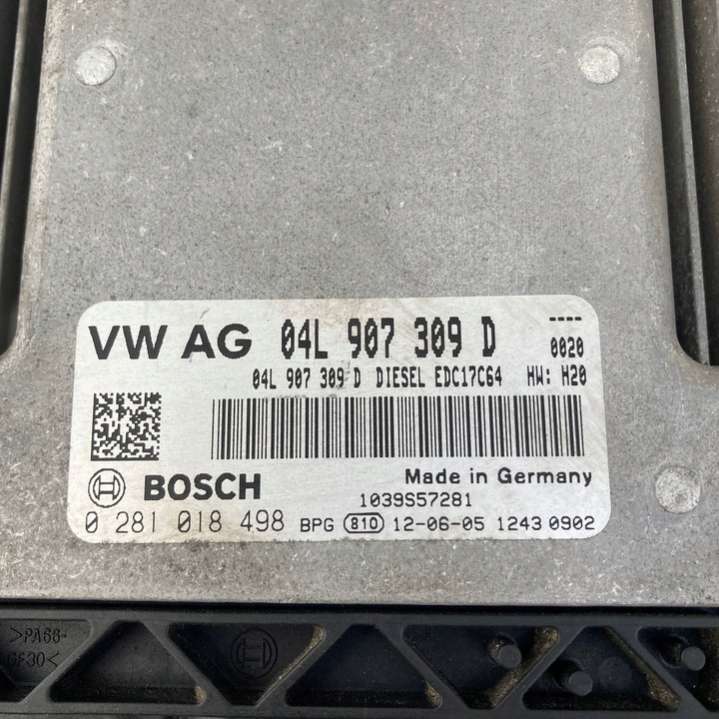 VW AG 04L 907 309 D ----
0020
04L 907 309 D DIESEL EDC17C64 HW: H20
Made in Germany
BOSCH
1039S57281
0 281 018 498 BPG 810 12-06-05 1243 0902
>PA66-
GF30<